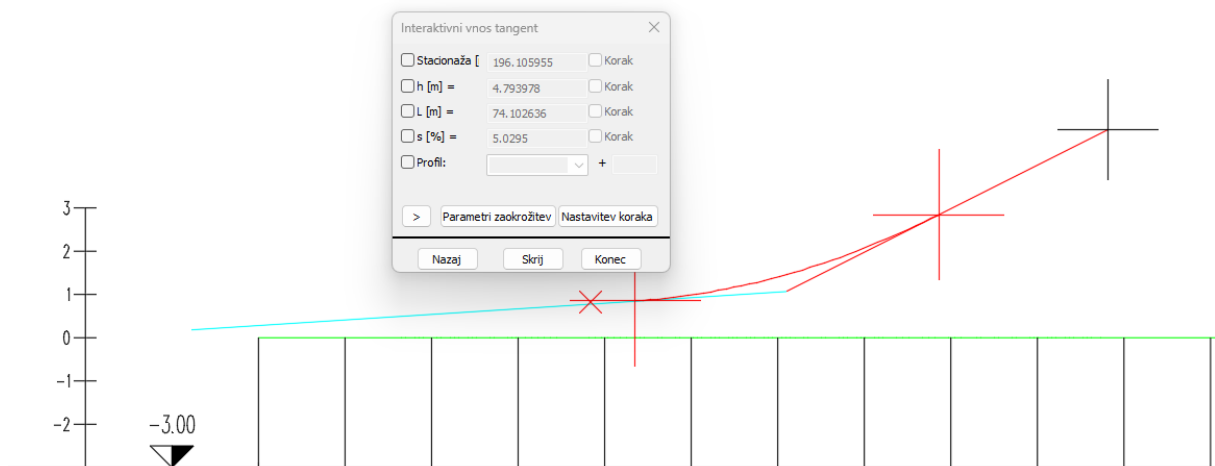 Interaktivni vnos tangent
Stacionaža [ 196.105955 Korak
h [m] = 4.793978 Korak
L [m] = 74.102636 Korak
s [%] = 5.0295 Korak
Profil: +
> Parametri zaokrožitev Nastavitev koraka
Nazaj Skrij Konec
3
2
1
0
-1
-2
-3.00